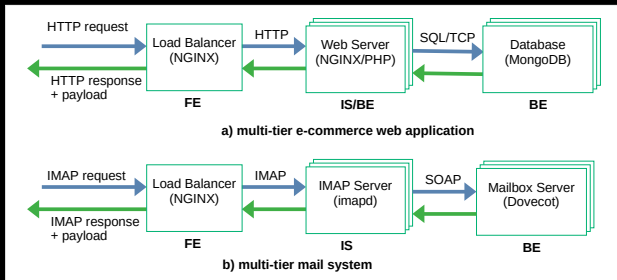 HTTP request
HTTP response
+ payload
Load Balancer
(NGINX)
FE
HTTP
Web Server
(NGINX/PHP)
IS/BE
SQL/TCP
Database
(MongoDB)
BE
a) multi-tier e-commerce web application
IMAP request
IMAP response
+ payload
Load Balancer
(NGINX)
FE
IMAP
IMAP Server
(imapd)
IS
SOAP
Mailbox Server
(Dovecot)
BE
b) multi-tier mail system